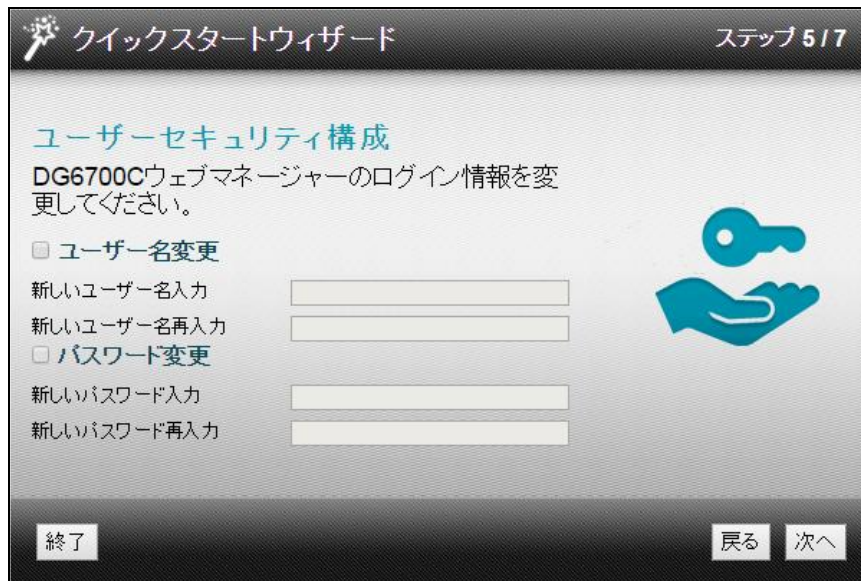 クイックスタートウィザード
ステップ 5 / 7
ユーザーセキュリティ構成
DG6700Cウェブマネージャーのログイン情報を変
更してください。
ユーザー名変更
新しいユーザー名入力
新しいユーザー名再入力
パスワード変更
新しいパスワード入力
新しいパスワード再入力
終了
戻る
次へ